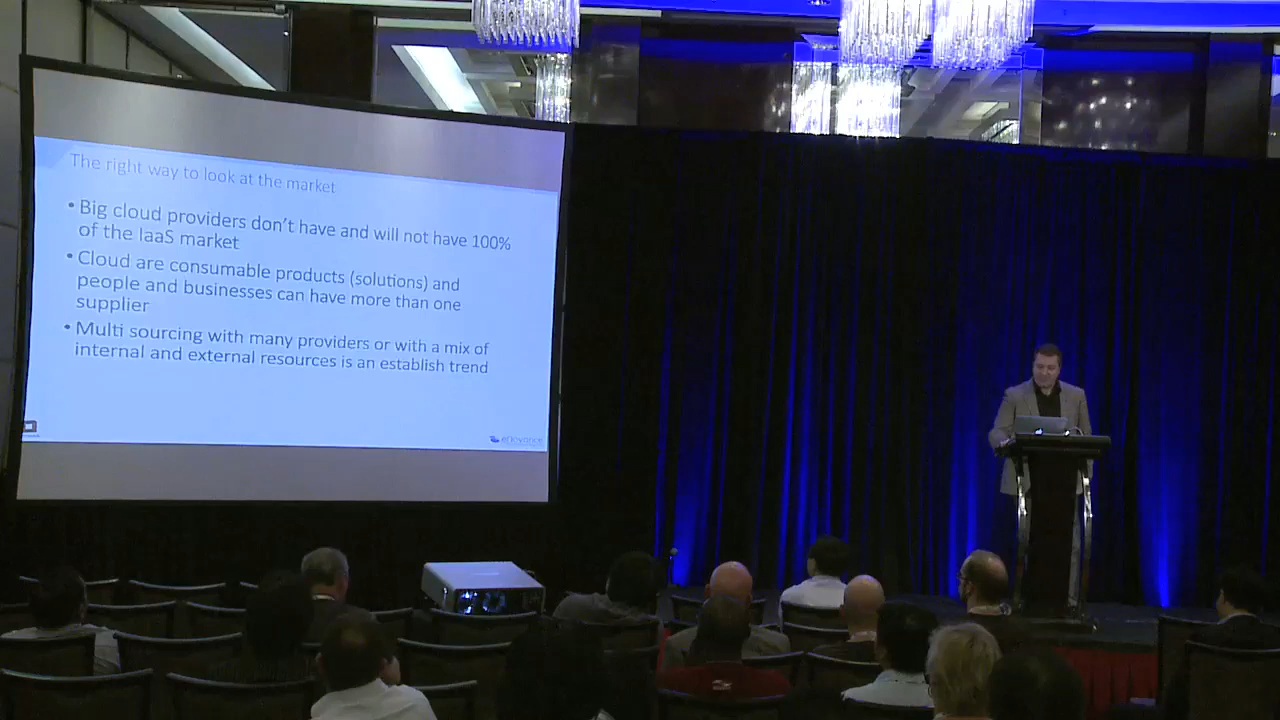 The right way to look at the market
• Big cloud providers don't have and will not have 100%
of the IaaS market
• Cloud are consumable products (solutions) and
people and businesses can have more than one
supplier
• Multi sourcing with many providers or with a mix of
internal and external resources is an establish trend
enovance